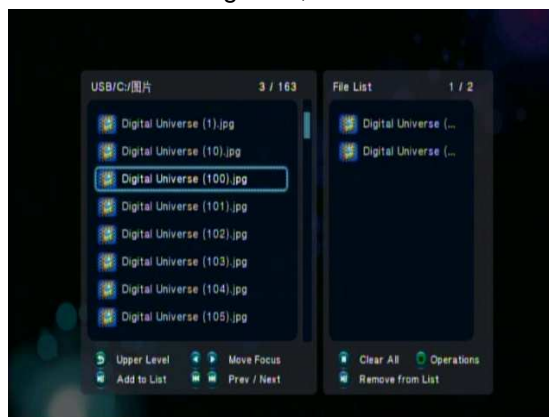 USB/C:/图片 3 / 163
Digital Universe (1).jpg
Digital Universe (10).jpg
Digital Universe (100).jpg
Digital Universe (101).jpg
Digital Universe (102).jpg
Digital Universe (103).jpg
Digital Universe (104).jpg
Digital Universe (105).jpg
Upper Level Move Focus
Add to List Prev / Next
File List 1 / 2
Digital Universe (...
Digital Universe (...
Clear All Operations
Remove from List